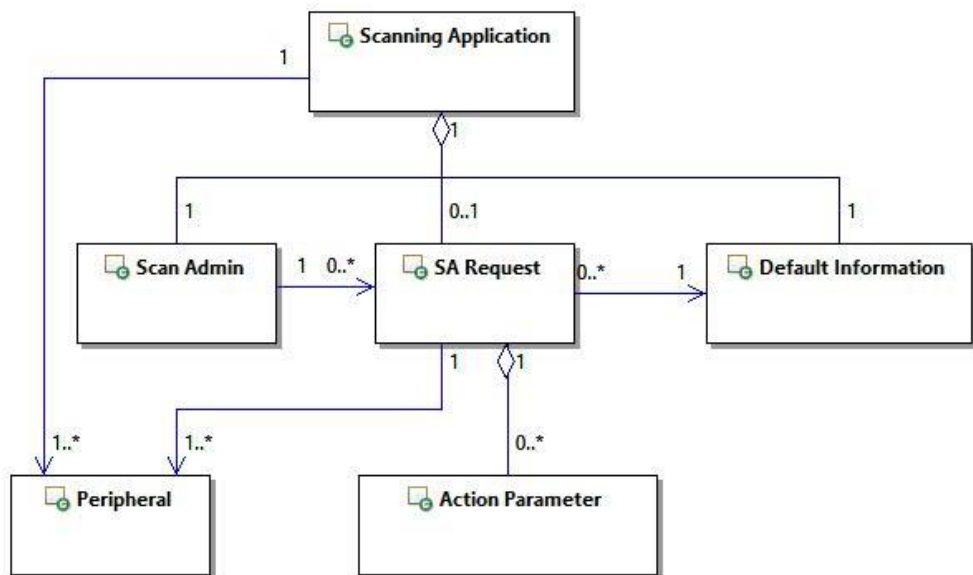 Scanning Application
1
1
1
0..1
1
Scan Admin
1 0..*
SA Request
0..* 1
Default Information
1
1
1..*
1..*
0..*
Peripheral
Action Parameter